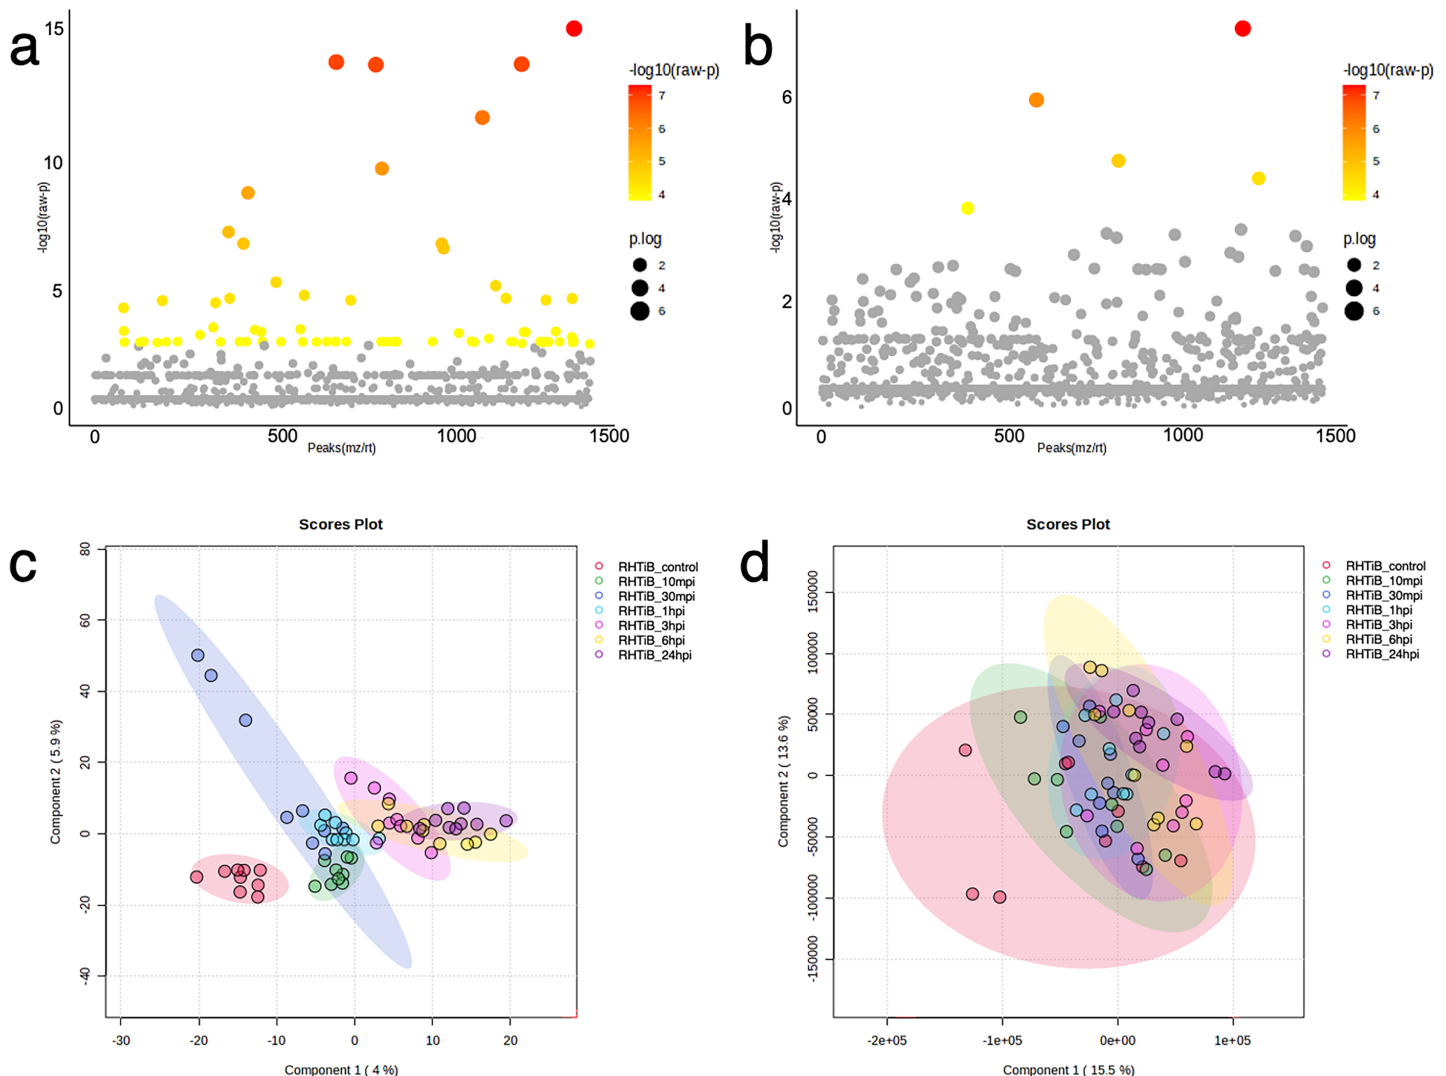 a
15
10
5
0
-log10(raw-p)
0
500
1000
1500
Peaks(mz/rt)
-log10(raw-p)
7
6
5
4
p.log
2
4
6
b
6
4
2
0
-log10(raw-p)
0
500
1000
1500
Peaks(mz/rt)
-log10(raw-p)
7
6
5
4
p.log
2
4
6
c
Scores Plot
80
60
40
20
0
-20
-40
Component 2 ( 5.9 %)
-30
-20
-10
0
10
20
Component 1 ( 4 %)
RHTiB_control
RHTiB_10mpi
RHTiB_30mpi
RHTiB_1hpi
RHTiB_3hpi
RHTiB_6hpi
RHTiB_24hpi
d
Scores Plot
150000
100000
50000
0
-50000
-100000
-150000
Component 2 ( 13.6 %)
-2e+05
-1e+05
0e+00
1e+05
Component 1 ( 15.5 %)
RHTiB_control
RHTiB_10mpi
RHTiB_30mpi
RHTiB_1hpi
RHTiB_3hpi
RHTiB_6hpi
RHTiB_24hpi